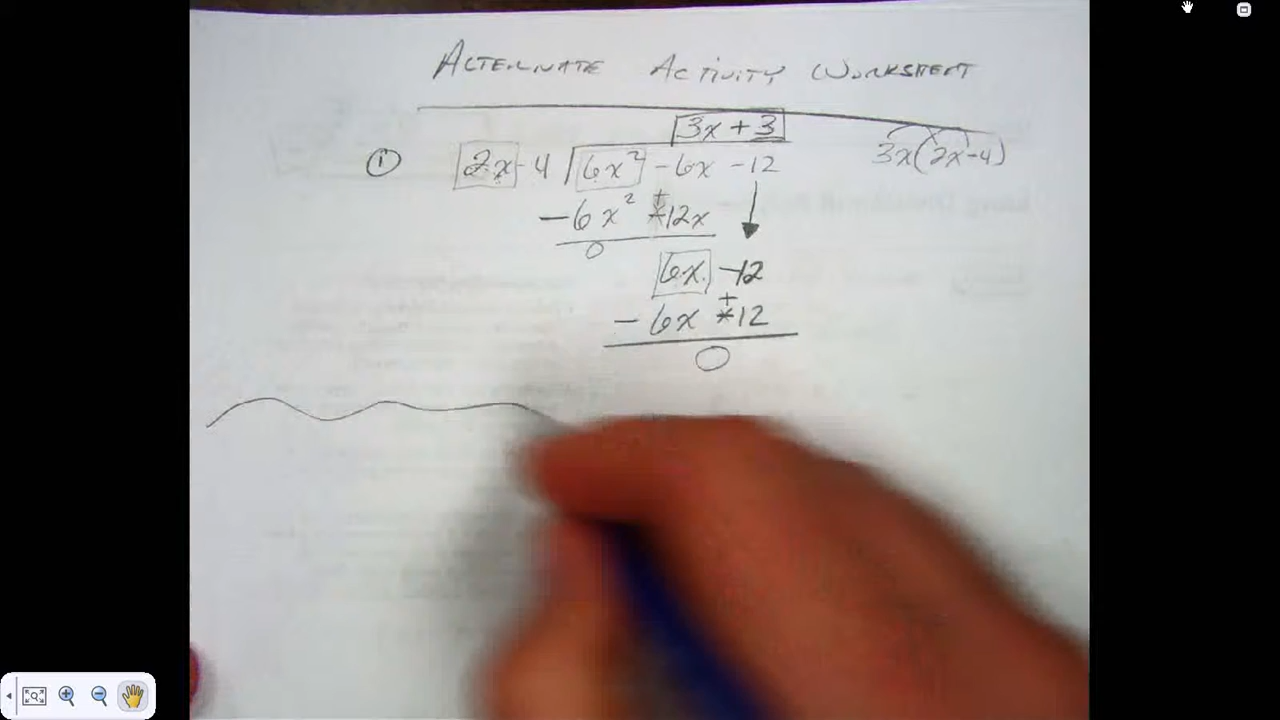 ALTERNATE ACTIVITY WORKSHEET
3x + 3
① 2x - 4 6x² - 6x - 12 3x(2x - 4)
- 6x² + 12x
0
6x - 12
- 6x + 12
0